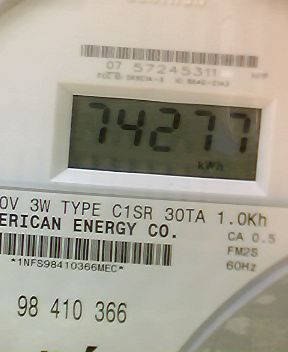 07 57245311
74277
kWh
0V 3W TYPE C1SR 30TA 1.0Kh
ERICAN ENERGY CO.
CA 0.5
FM2S
60Hz
*1NFS98410366MEC*
98 410 366